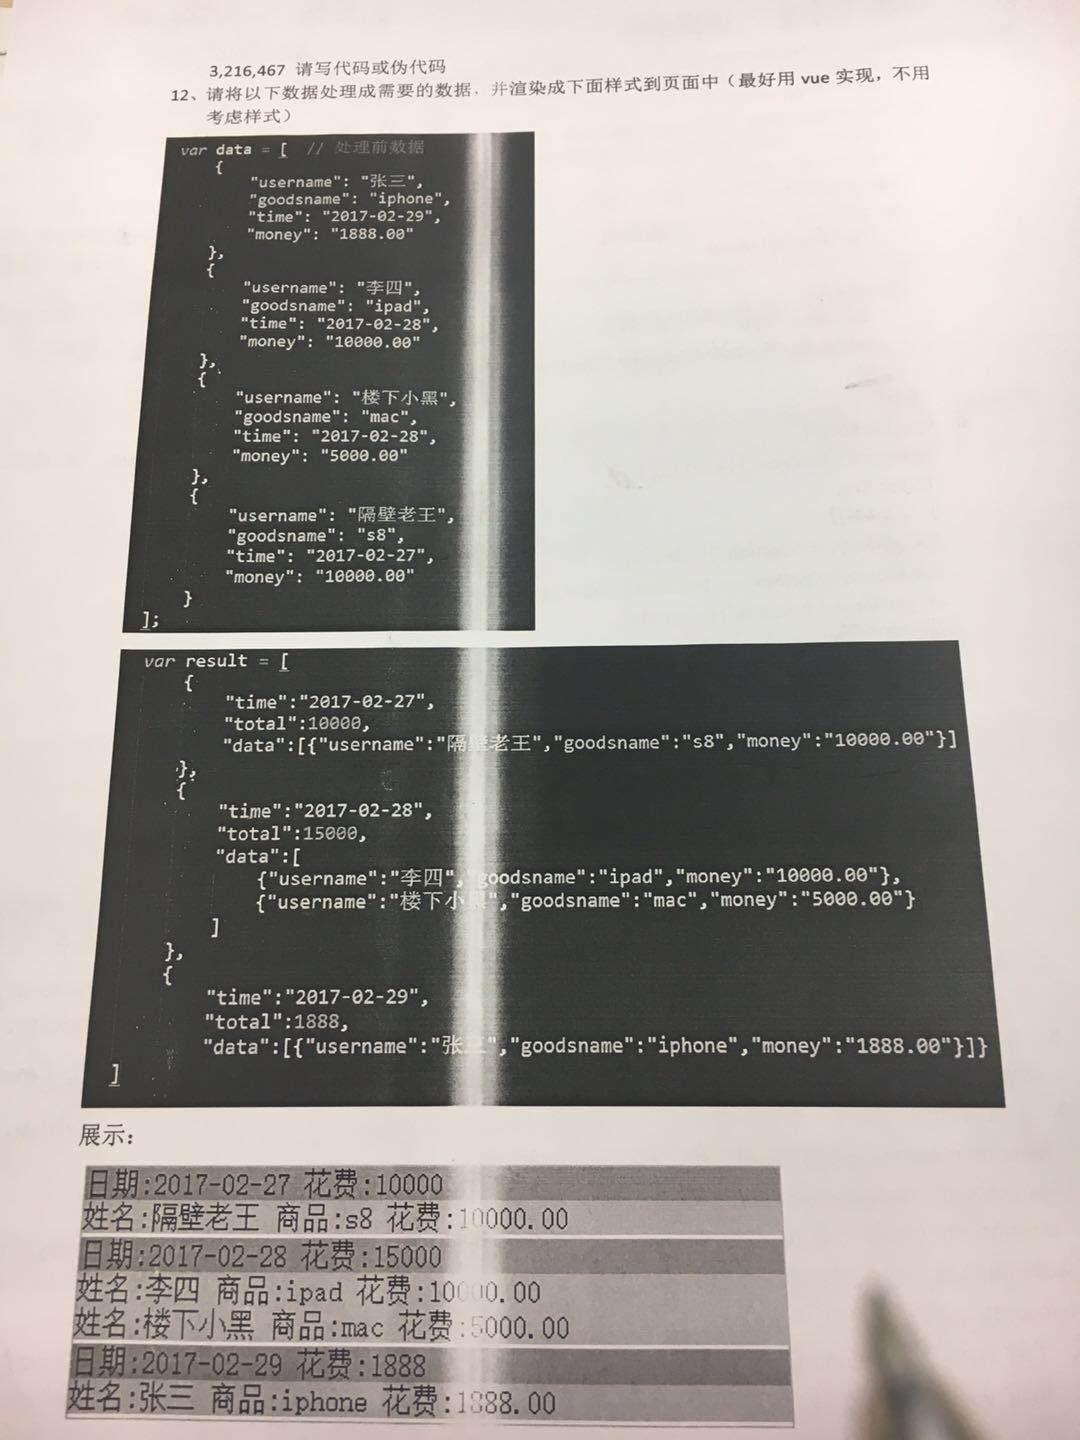 3,216,467 请写代码或伪代码
12、请将以下数据处理成需要的数据，并渲染成下面样式到页面中（最好用 vue 实现，不用
考虑样式）
var data = [ // 处理前数据
{
"username": "张三",
"goodsname": "iphone",
"time": "2017-02-29",
"money": "1888.00"
},
{
"username": "李四",
"goodsname": "ipad",
"time": "2017-02-28",
"money": "10000.00"
},
{
"username": "楼下小黑",
"goodsname": "mac",
"time": "2017-02-28",
"money": "5000.00"
},
{
"username": "隔壁老王",
"goodsname": "s8",
"time": "2017-02-27",
"money": "10000.00"
}
];
var result = [
{
"time":"2017-02-27",
"total":10000,
"data":[{"username":"隔壁老王","goodsname":"s8","money":"10000.00"}]
},
{
"time":"2017-02-28",
"total":15000,
"data":[
{"username":"李四","goodsname":"ipad","money":"10000.00"},
{"username":"楼下小黑","goodsname":"mac","money":"5000.00"}
]
},
{
"time":"2017-02-29",
"total":1888,
"data":[{"username":"张三","goodsname":"iphone","money":"1888.00"}]}
]
展示：
日期:2017-02-27 花费:10000
姓名:隔壁老王 商品:s8 花费:10000.00
日期:2017-02-28 花费:15000
姓名:李四 商品:ipad 花费:10000.00
姓名:楼下小黑 商品:mac 花费:5000.00
日期:2017-02-29 花费:1888
姓名:张三 商品:iphone 花费:1888.00